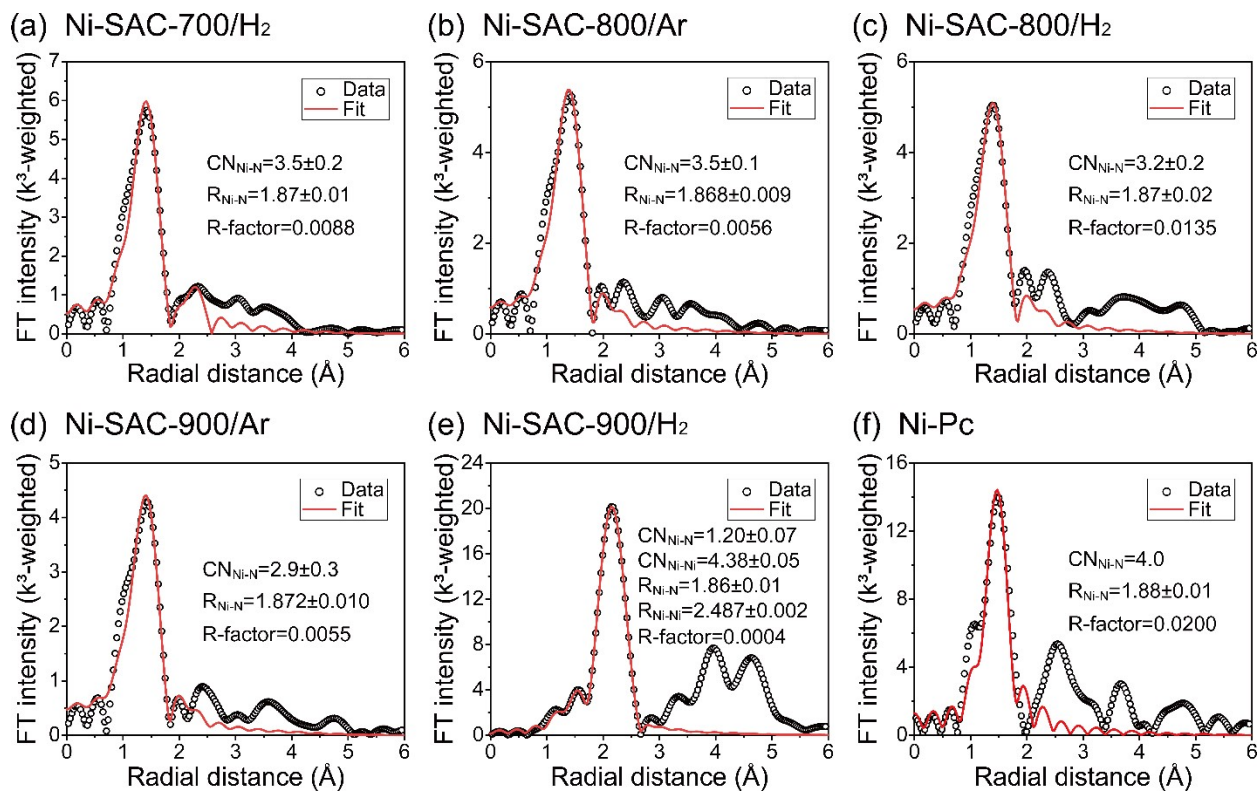 (a) Ni-SAC-700/H₂
FT intensity (k³-weighted)
7
6
5
4
3
2
1
0
Data
Fit
CN_Ni-N=3.5±0.2
R_Ni-N=1.87±0.01
R-factor=0.0088
0 1 2 3 4 5 6
Radial distance (Å)
(b) Ni-SAC-800/Ar
FT intensity (k³-weighted)
6
4
2
0
Data
Fit
CN_Ni-N=3.5±0.1
R_Ni-N=1.868±0.009
R-factor=0.0056
0 1 2 3 4 5 6
Radial distance (Å)
(c) Ni-SAC-800/H₂
FT intensity (k³-weighted)
6
4
2
0
Data
Fit
CN_Ni-N=3.2±0.2
R_Ni-N=1.87±0.02
R-factor=0.0135
0 1 2 3 4 5 6
Radial distance (Å)
(d) Ni-SAC-900/Ar
FT intensity (k³-weighted)
5
4
3
2
1
0
Data
Fit
CN_Ni-N=2.9±0.3
R_Ni-N=1.872±0.010
R-factor=0.0055
0 1 2 3 4 5 6
Radial distance (Å)
(e) Ni-SAC-900/H₂
FT intensity (k³-weighted)
24
20
16
12
8
4
0
Data
Fit
CN_Ni-N=1.20±0.07
CN_Ni-Ni=4.38±0.05
R_Ni-N=1.86±0.01
R_Ni-Ni=2.487±0.002
R-factor=0.0004
0 1 2 3 4 5 6
Radial distance (Å)
(f) Ni-Pc
FT intensity (k³-weighted)
16
12
8
4
0
Data
Fit
CN_Ni-N=4.0
R_Ni-N=1.88±0.01
R-factor=0.0200
0 1 2 3 4 5 6
Radial distance (Å)